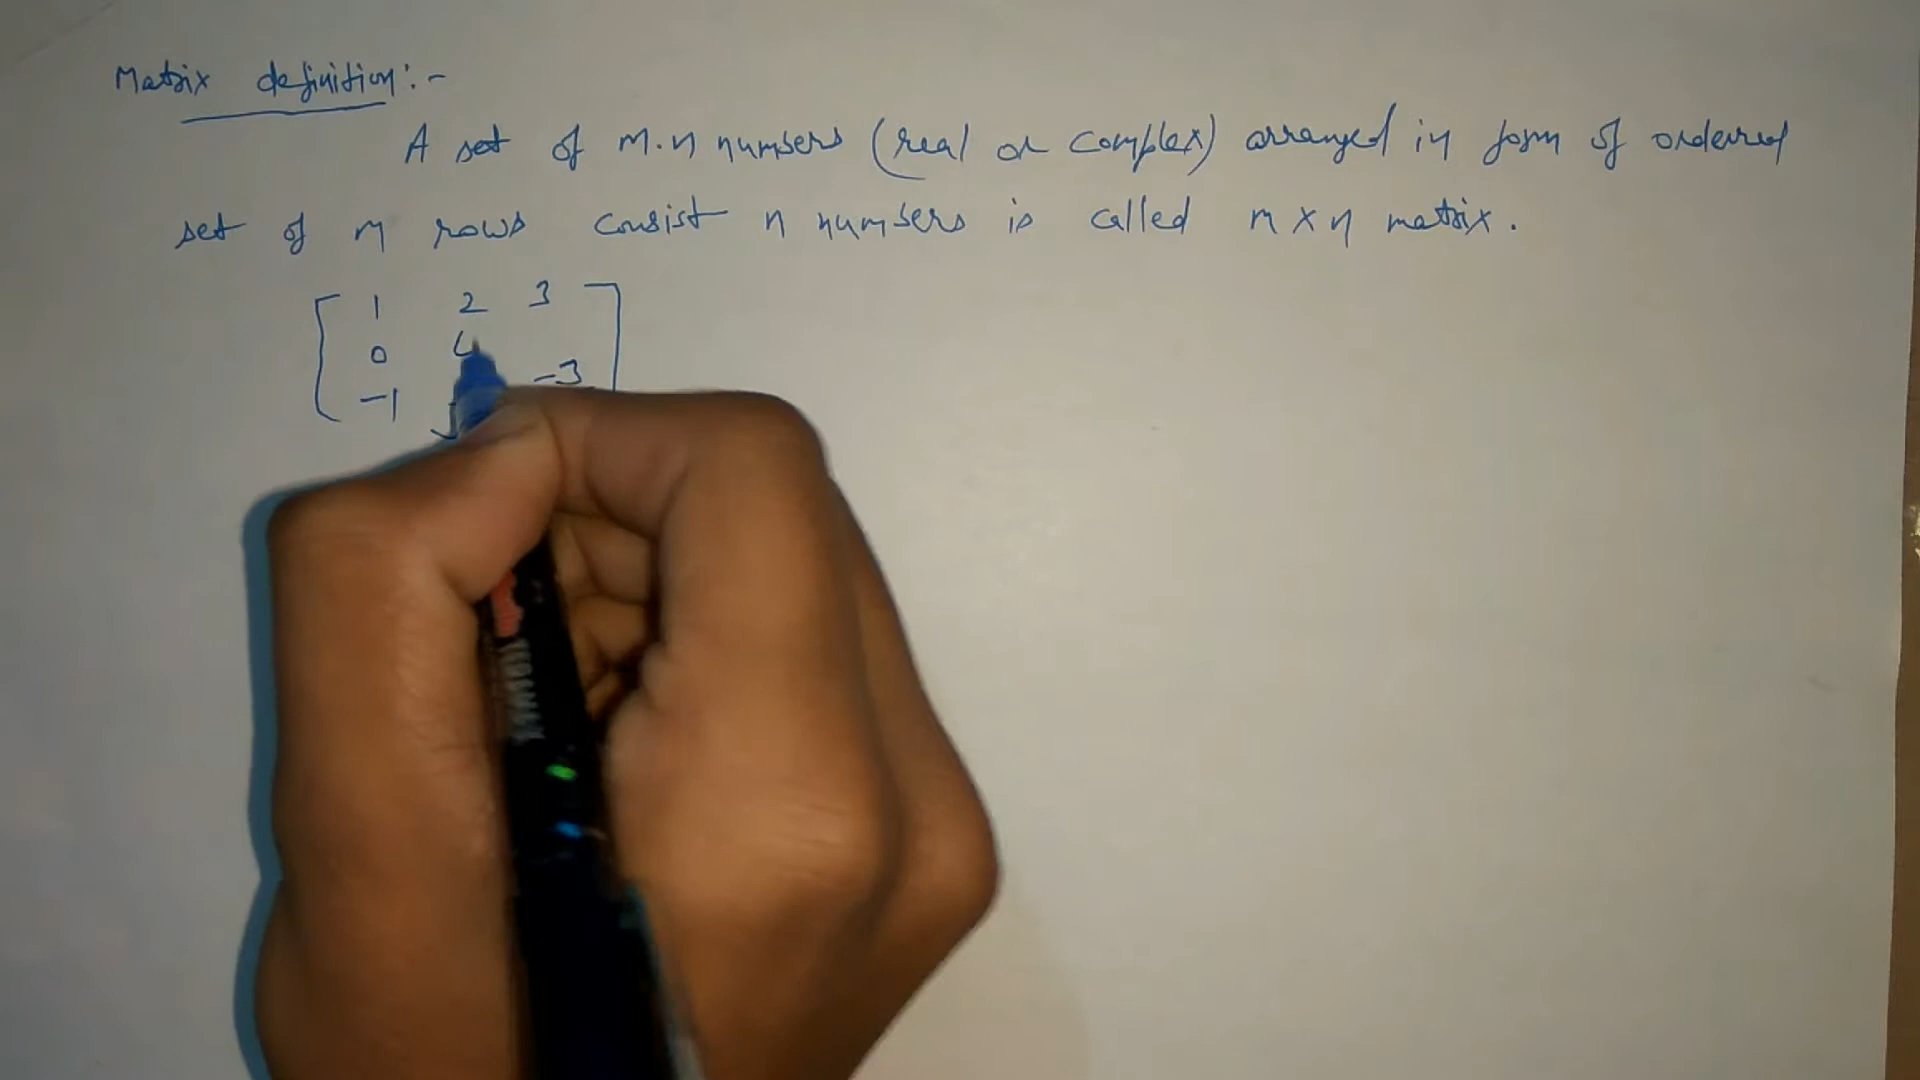 Matrix definition:-
A set of m.n numbers (real or complex) arranged in form of ordered
set of m rows consist n numbers is called m x n matrix.
1 2 3
0 4 -3
-1